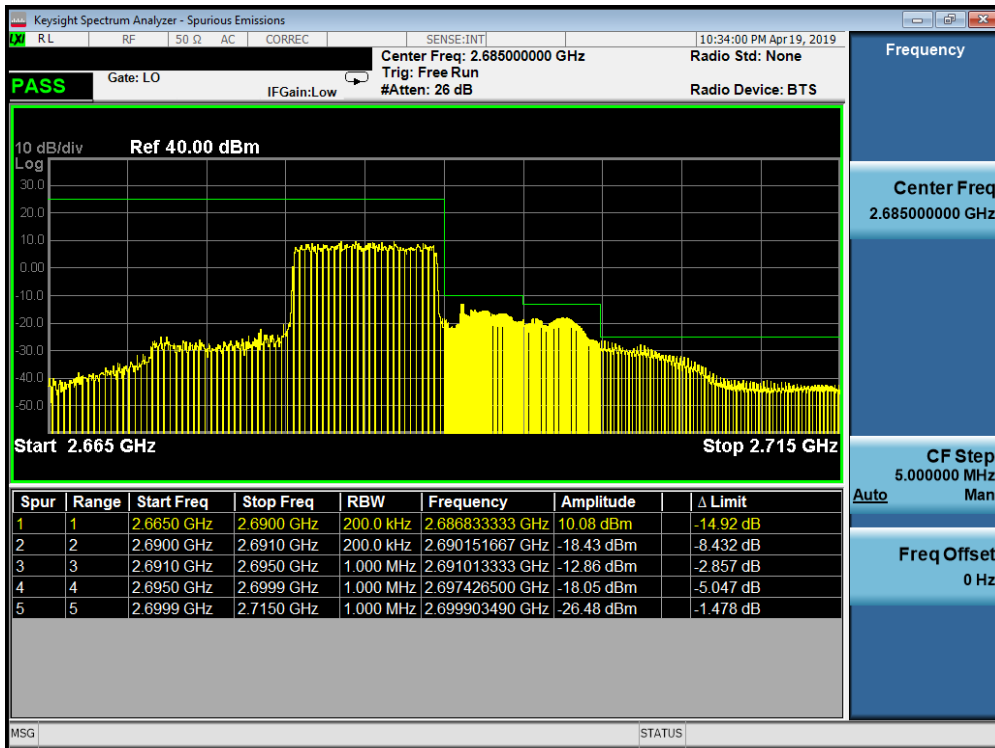 Keysight Spectrum Analyzer - Spurious Emissions
LXI RL RF 50 Ω AC CORREC SENSE:INT 10:34:00 PM Apr 19, 2019
Center Freq: 2.685000000 GHz Radio Std: None
Trig: Free Run
PASS Gate: LO IFGain:Low #Atten: 26 dB Radio Device: BTS
Frequency
10 dB/div Ref 40.00 dBm
Log
30.0
20.0
10.0
0.00
-10.0
-20.0
-30.0
-40.0
-50.0
Start 2.665 GHz Stop 2.715 GHz
Center Freq
2.685000000 GHz
CF Step
5.000000 MHz
Auto Man
Freq Offset
0 Hz
Spur Range Start Freq Stop Freq RBW Frequency Amplitude Δ Limit
1 1 2.6650 GHz 2.6900 GHz 200.0 kHz 2.686833333 GHz 10.08 dBm -14.92 dB
2 2 2.6900 GHz 2.6910 GHz 200.0 kHz 2.690151667 GHz -18.43 dBm -8.432 dB
3 3 2.6910 GHz 2.6950 GHz 1.000 MHz 2.691013333 GHz -12.86 dBm -2.857 dB
4 4 2.6950 GHz 2.6999 GHz 1.000 MHz 2.697426500 GHz -18.05 dBm -5.047 dB
5 5 2.6999 GHz 2.7150 GHz 1.000 MHz 2.699903490 GHz -26.48 dBm -1.478 dB
MSG STATUS